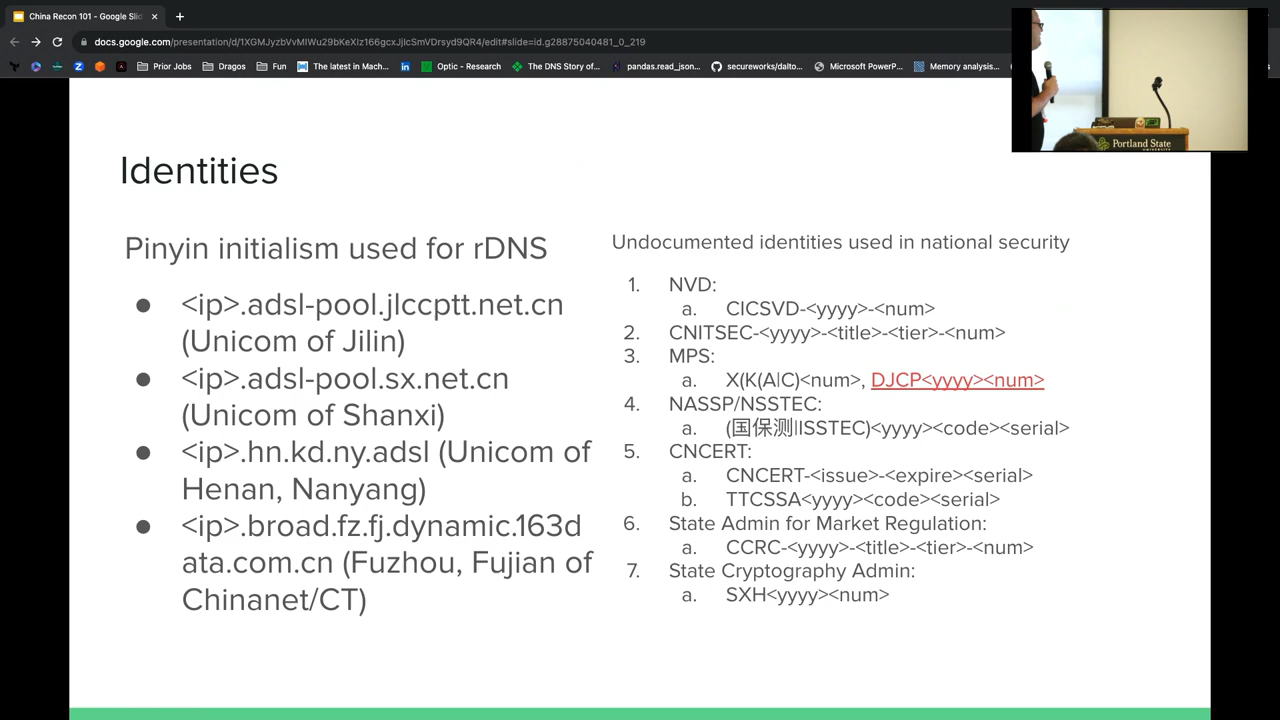 China Recon 101 - Google Slid
docs.google.com/presentation/d/1XGMJyzbVvMIWu29bKeXIz166gcxJjIcSmVDrsyd9QR4/edit#slide=id.g28875040481_0_219
Prior Jobs
Dragos
Fun
The latest in Mach...
Optic - Research
The DNS Story of...
pandas.read_json...
secureworks/dalto...
Microsoft PowerP...
Memory analysis...
Portland State
UNIVERSITY
Identities
Pinyin initialism used for rDNS
● <ip>.adsl-pool.jlccptt.net.cn
(Unicom of Jilin)
● <ip>.adsl-pool.sx.net.cn
(Unicom of Shanxi)
● <ip>.hn.kd.ny.adsl (Unicom of
Henan, Nanyang)
● <ip>.broad.fz.fj.dynamic.163d
ata.com.cn (Fuzhou, Fujian of
Chinanet/CT)
Undocumented identities used in national security
1. NVD:
a. CICSVD-<yyyy>-<num>
2. CNITSEC-<yyyy>-<title>-<tier>-<num>
3. MPS:
a. X(K(A|C)<num>, DJCP<yyyy><num>
4. NASSP/NSSTEC:
a. (国保测|ISSTEC)<yyyy><code><serial>
5. CNCERT:
a. CNCERT-<issue>-<expire><serial>
b. TTCSSA<yyyy><code><serial>
6. State Admin for Market Regulation:
a. CCRC-<yyyy>-<title>-<tier>-<num>
7. State Cryptography Admin:
a. SXH<yyyy><num>